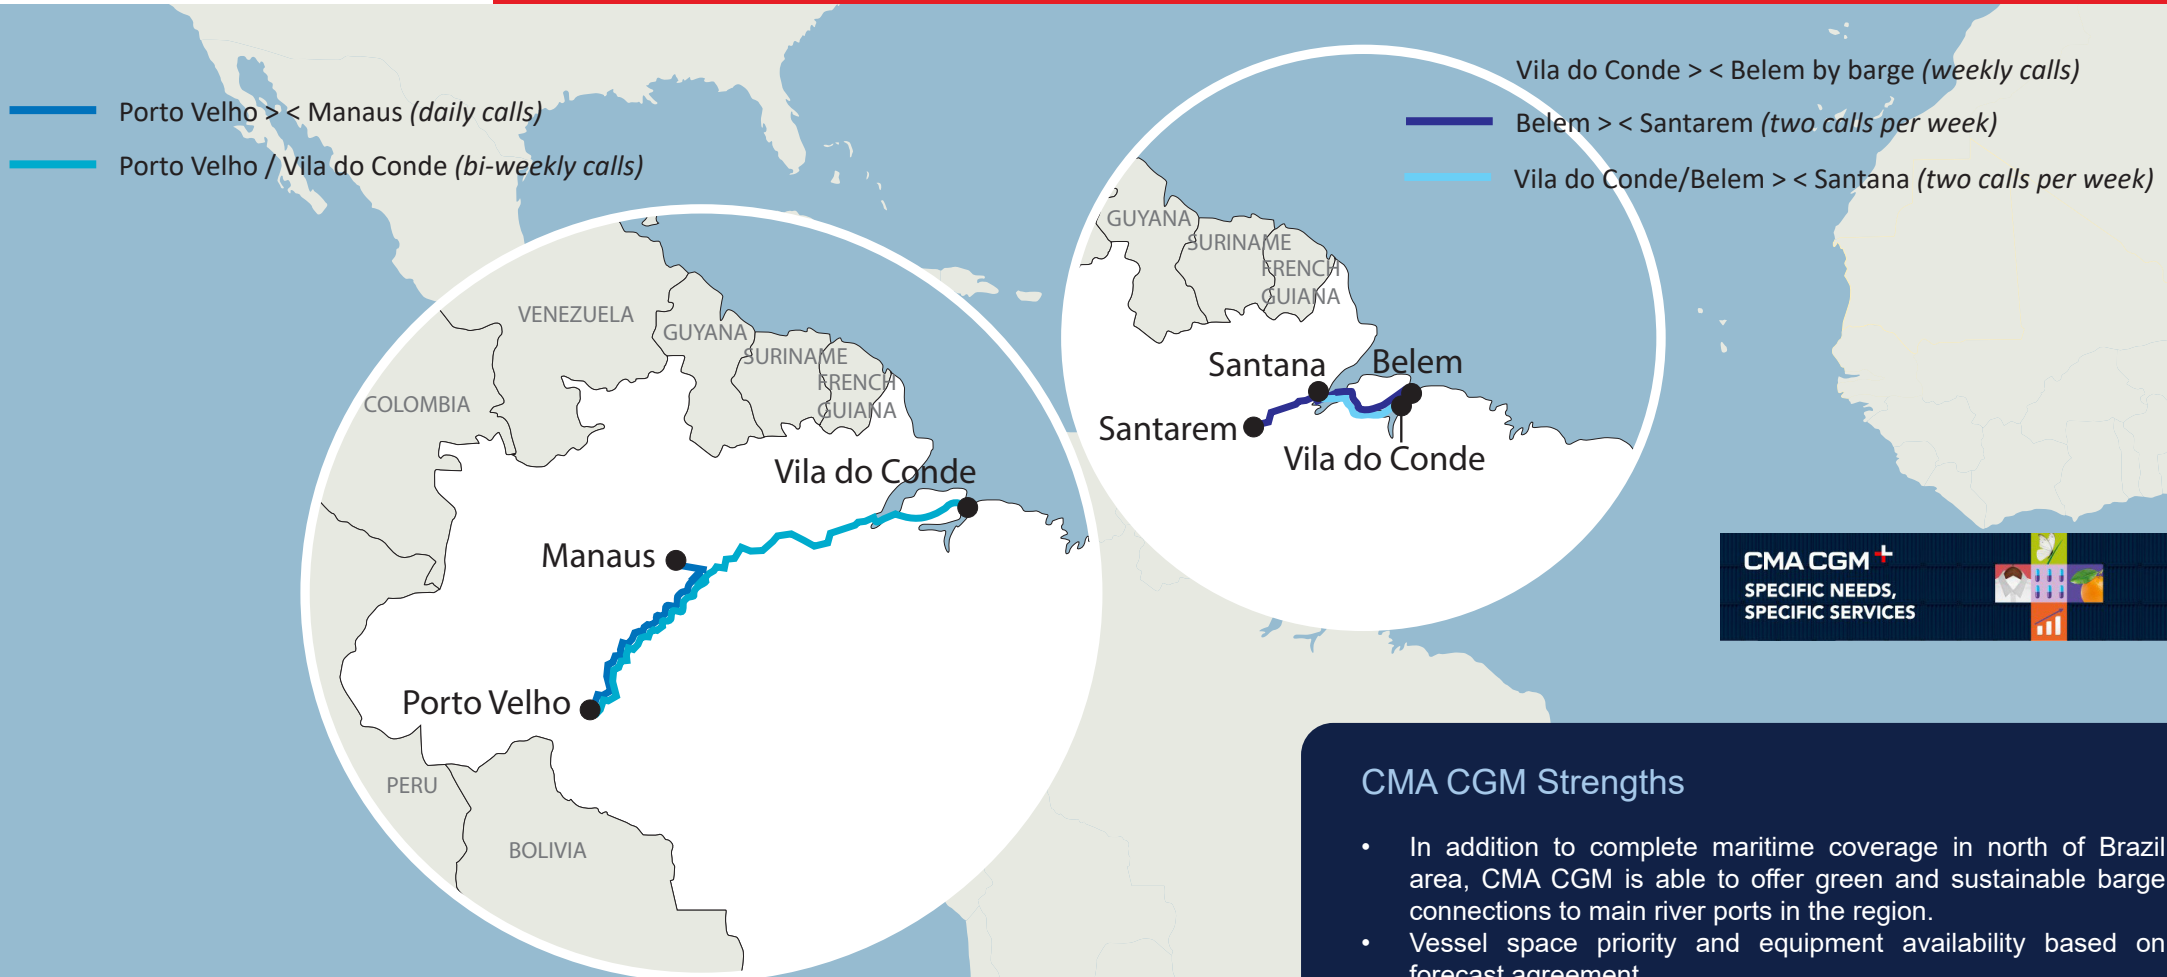 Porto Velho > < Manaus (daily calls)
Porto Velho / Vila do Conde (bi-weekly calls)
Vila do Conde > < Belem by barge (weekly calls)
Belem > < Santarem (two calls per week)
Vila do Conde/Belem > < Santana (two calls per week)
VENEZUELA
GUYANA
SURINAME
FRENCH
GUIANA
COLOMBIA
Vila do Conde
Manaus
Porto Velho
PERU
BOLIVIA
GUYANA
SURINAME
FRENCH
GUIANA
Santana
Belem
Santarem
Vila do Conde
CMA CGM +
SPECIFIC NEEDS,
SPECIFIC SERVICES
CMA CGM Strengths
• In addition to complete maritime coverage in north of Brazil
area, CMA CGM is able to offer green and sustainable barge
connections to main river ports in the region.
• Vessel space priority and equipment availability based on
forecast agreement